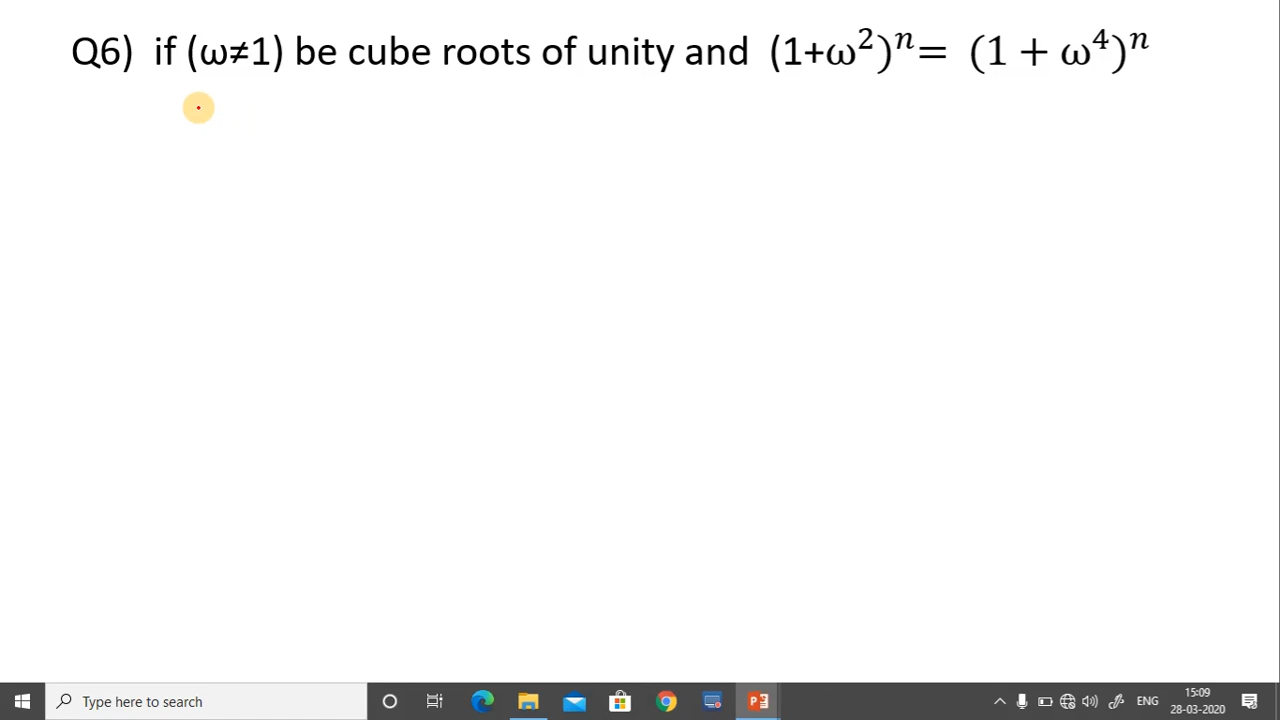 Q6) if (ω≠1) be cube roots of unity and (1+ω²)ⁿ= (1 + ω⁴)ⁿ
Type here to search
ENG
15:09
28-03-2020